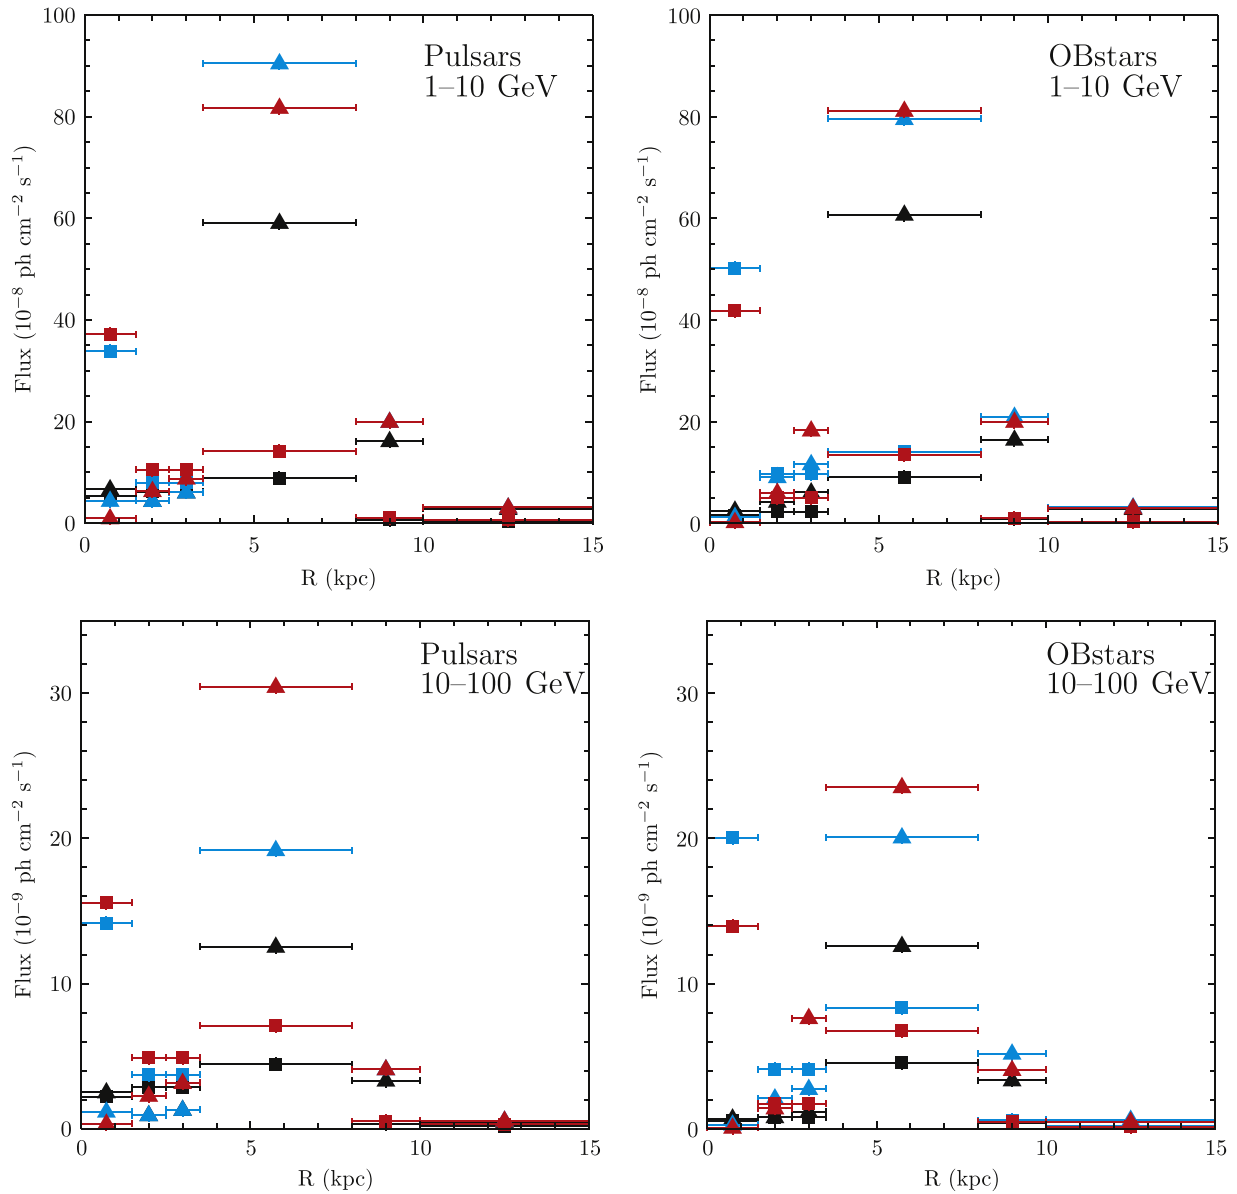 100
80
60
40
20
0
0 5 10 15
Flux (10⁻⁸ ph cm⁻² s⁻¹)
R (kpc)
Pulsars
1–10 GeV
100
80
60
40
20
0
0 5 10 15
Flux (10⁻⁸ ph cm⁻² s⁻¹)
R (kpc)
OBstars
1–10 GeV
30
20
10
0
0 5 10 15
Flux (10⁻⁹ ph cm⁻² s⁻¹)
R (kpc)
Pulsars
10–100 GeV
30
20
10
0
0 5 10 15
Flux (10⁻⁹ ph cm⁻² s⁻¹)
R (kpc)
OBstars
10–100 GeV